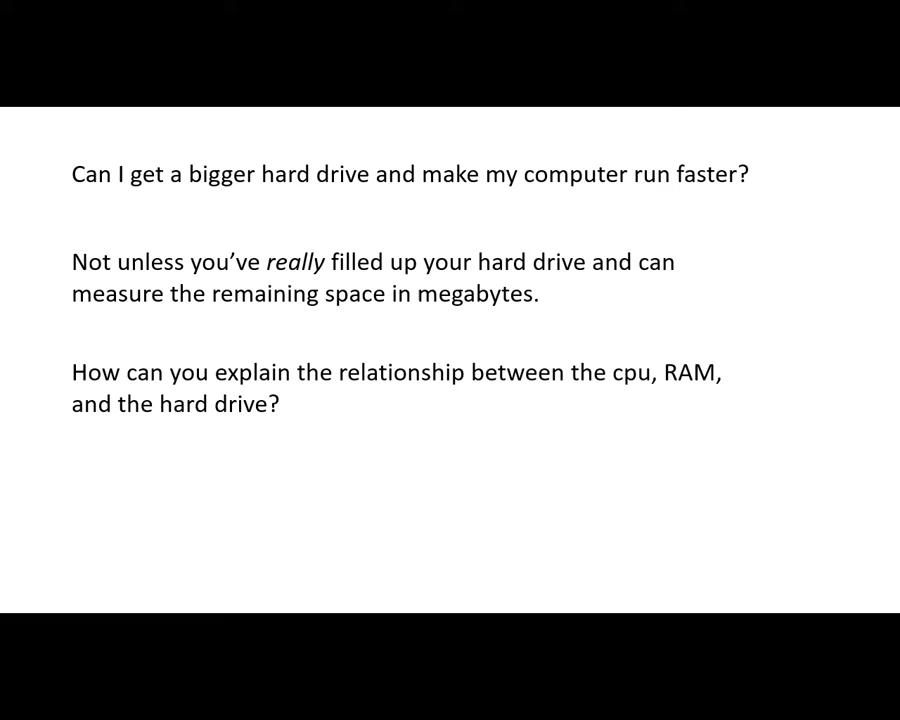 Can I get a bigger hard drive and make my computer run faster?
Not unless you’ve really filled up your hard drive and can
measure the remaining space in megabytes.
How can you explain the relationship between the cpu, RAM,
and the hard drive?